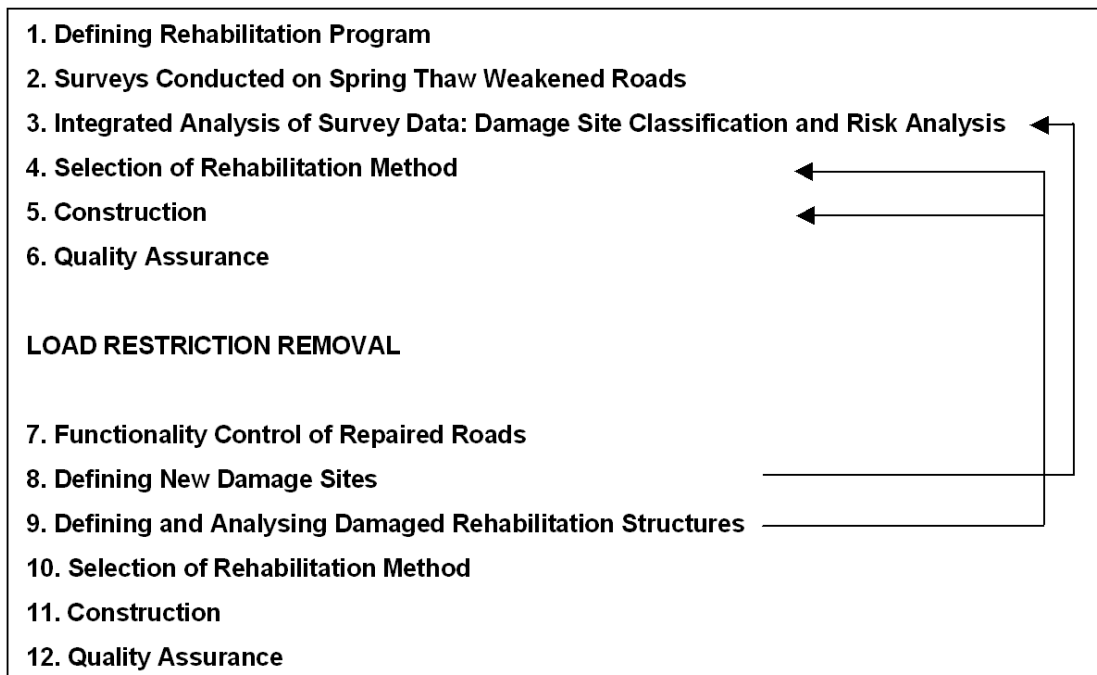 1. Defining Rehabilitation Program
2. Surveys Conducted on Spring Thaw Weakened Roads
3. Integrated Analysis of Survey Data: Damage Site Classification and Risk Analysis
4. Selection of Rehabilitation Method
5. Construction
6. Quality Assurance
LOAD RESTRICTION REMOVAL
7. Functionality Control of Repaired Roads
8. Defining New Damage Sites
9. Defining and Analysing Damaged Rehabilitation Structures
10. Selection of Rehabilitation Method
11. Construction
12. Quality Assurance